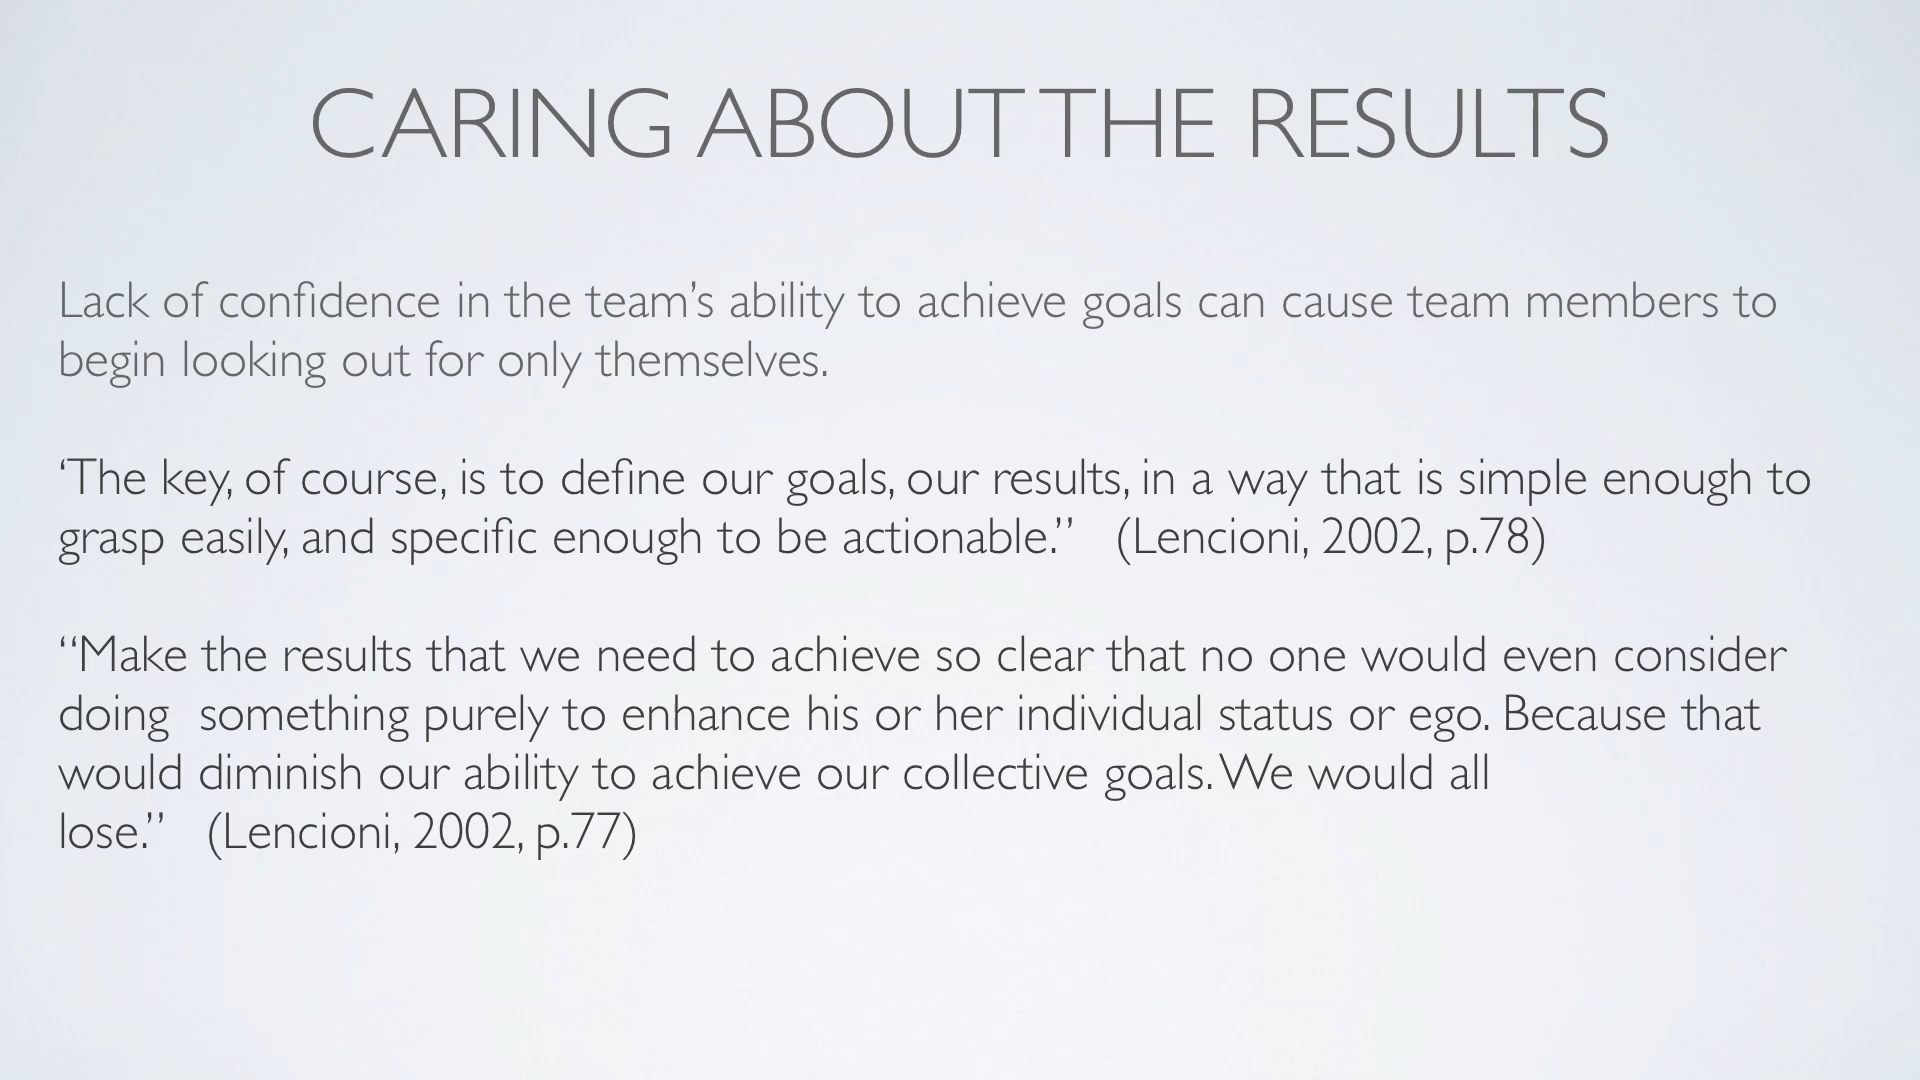 CARING ABOUT THE RESULTS
Lack of confidence in the team’s ability to achieve goals can cause team members to
begin looking out for only themselves.
‘The key, of course, is to define our goals, our results, in a way that is simple enough to
grasp easily, and specific enough to be actionable.” (Lencioni, 2002, p.78)
“Make the results that we need to achieve so clear that no one would even consider
doing something purely to enhance his or her individual status or ego. Because that
would diminish our ability to achieve our collective goals. We would all
lose.” (Lencioni, 2002, p.77)